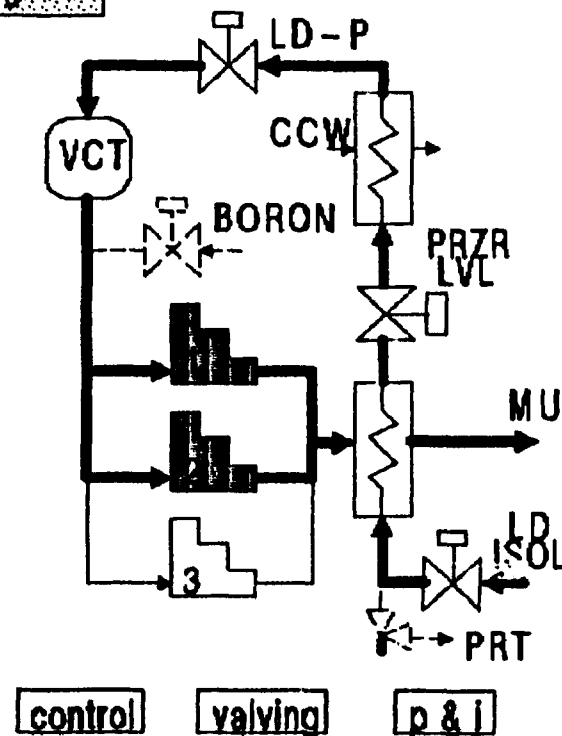 LD-P
CCW
VCT
BORON
PRZR
LVL
MU
LD
ISOL
3
PRT
control
valving
p & i